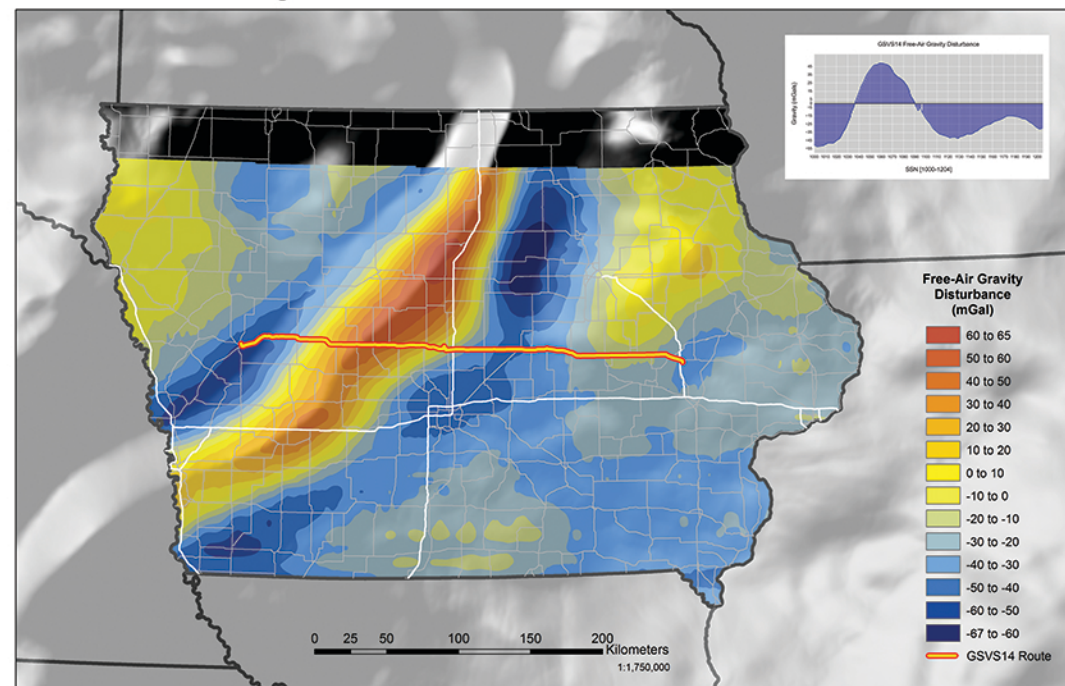 GSVS14 Free-Air Gravity Disturbance
Gravity (mGals)
SSN [1000-1204]
Free-Air Gravity
Disturbance
(mGal)
60 to 65
50 to 60
40 to 50
30 to 40
20 to 30
10 to 20
0 to 10
-10 to 0
-20 to -10
-30 to -20
-40 to -30
-50 to -40
-60 to -50
-67 to -60
GSVS14 Route
0 25 50 100 150 200
Kilometers
1:1,750,000